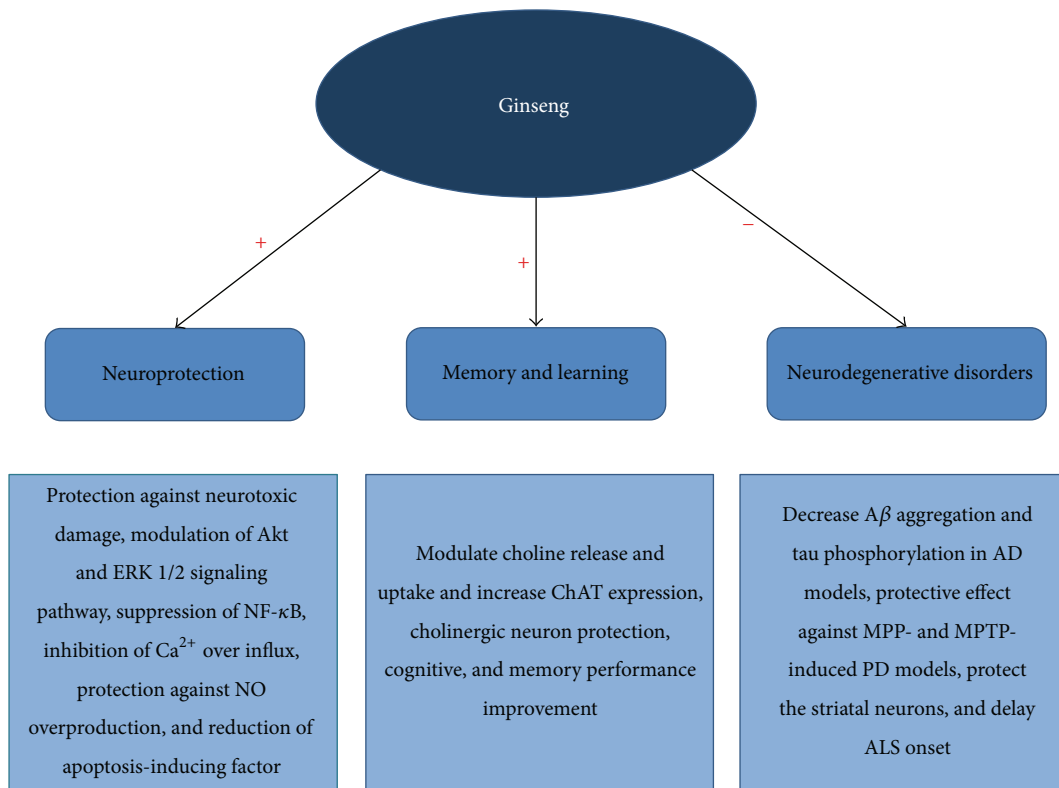 Ginseng
+
+
−
Neuroprotection
Memory and learning
Neurodegenerative disorders
Protection against neurotoxic
damage, modulation of Akt
and ERK 1/2 signaling
pathway, suppression of NF-κB,
inhibition of Ca²⁺ over influx,
protection against NO
overproduction, and reduction of
apoptosis-inducing factor
Modulate choline release and
uptake and increase ChAT expression,
cholinergic neuron protection,
cognitive, and memory performance
improvement
Decrease Aβ aggregation and
tau phosphorylation in AD
models, protective effect
against MPP- and MPTP-
induced PD models, protect
the striatal neurons, and delay
ALS onset